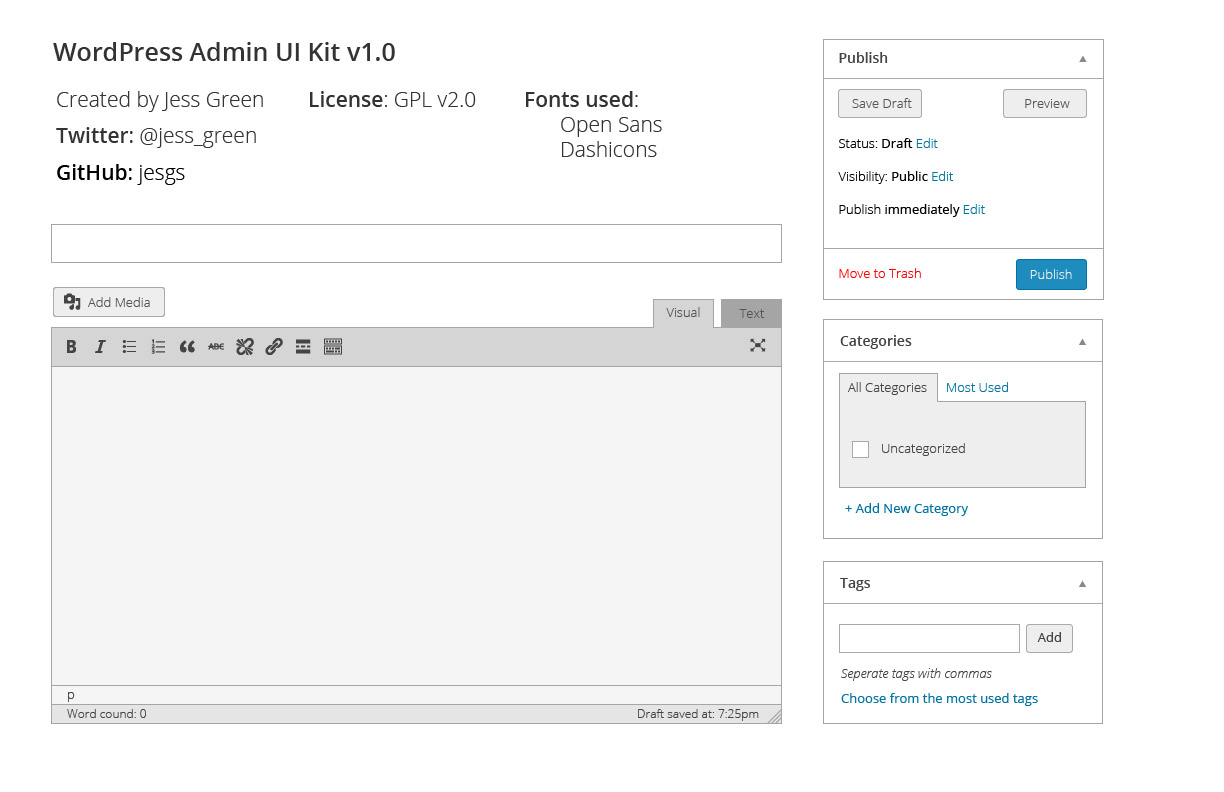 WordPress Admin UI Kit v1.0
Created by Jess Green
Twitter: @jess_green
GitHub: jesgs
License: GPL v2.0
Fonts used:
Open Sans
Dashicons
Add Media
Visual
Text
B I ABC
p
Word cound: 0
Draft saved at: 7:25pm
Publish
Save Draft
Preview
Status: Draft Edit
Visibility: Public Edit
Publish immediately Edit
Move to Trash
Publish
Categories
All Categories
Most Used
Uncategorized
+ Add New Category
Tags
Add
Seperate tags with commas
Choose from the most used tags